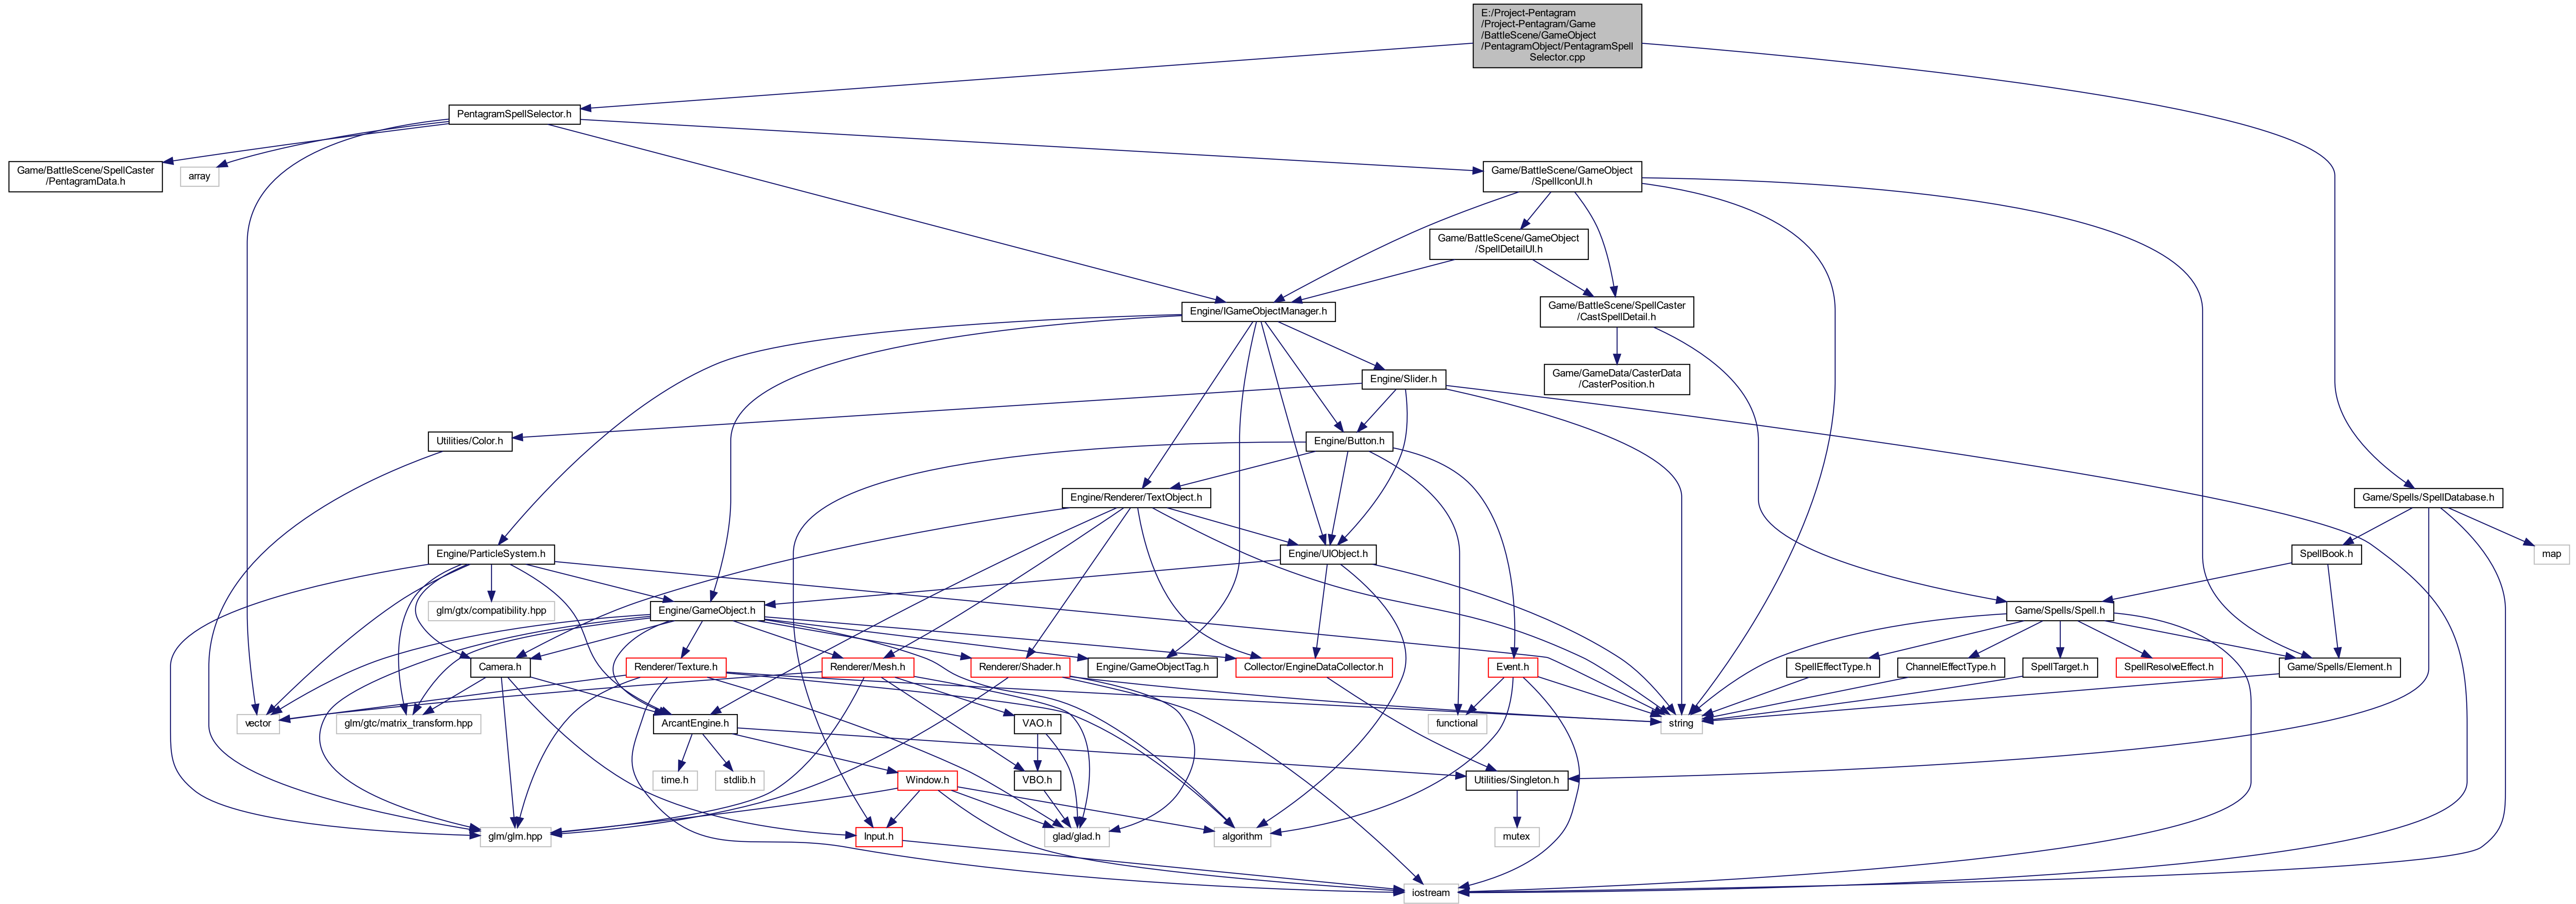 E:/Project-Pentagram
/Project-Pentagram/Game
/BattleScene/GameObject
/PentagramObject/PentagramSpell
Selector.cpp
PentagramSpellSelector.h
Game/BattleScene/SpellCaster
/PentagramData.h
array
Game/BattleScene/GameObject
/SpellIconUI.h
Game/BattleScene/GameObject
/SpellDetailUI.h
Engine/IGameObjectManager.h
Game/BattleScene/SpellCaster
/CastSpellDetail.h
Engine/Slider.h
Game/GameData/CasterData
/CasterPosition.h
Utilities/Color.h
Engine/Button.h
Engine/Renderer/TextObject.h
Game/Spells/SpellDatabase.h
Engine/ParticleSystem.h
Engine/UIObject.h
SpellBook.h
map
glm/gtx/compatibility.hpp
Engine/GameObject.h
Game/Spells/Spell.h
Camera.h
Renderer/Texture.h
Renderer/Mesh.h
Renderer/Shader.h
Engine/GameObjectTag.h
Collector/EngineDataCollector.h
Event.h
SpellEffectType.h
ChannelEffectType.h
SpellTarget.h
SpellResolveEffect.h
Game/Spells/Element.h
vector
glm/gtc/matrix_transform.hpp
ArcantEngine.h
VAO.h
functional
string
time.h
stdlib.h
Window.h
VBO.h
Utilities/Singleton.h
glm/glm.hpp
Input.h
glad/glad.h
algorithm
mutex
iostream